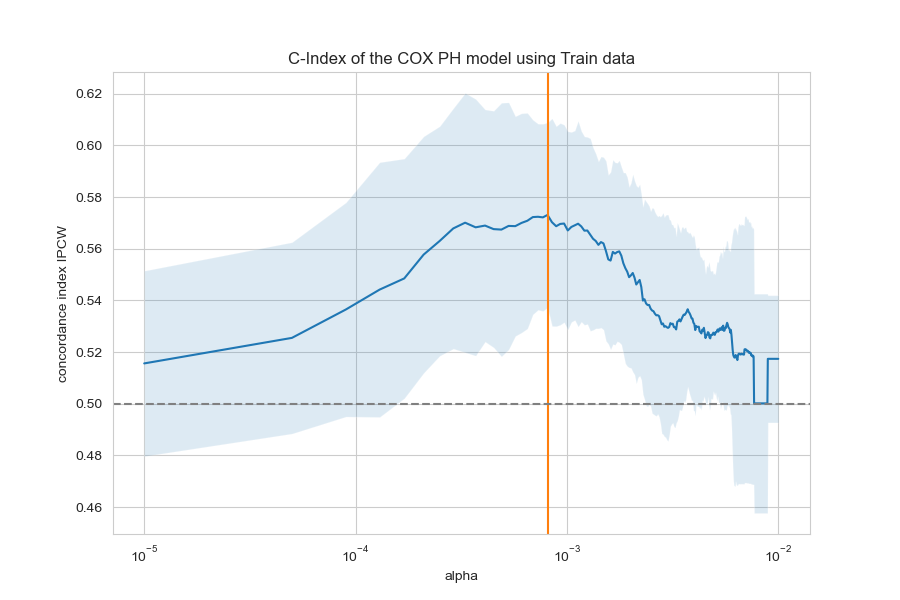 C-Index of the COX PH model using Train data
concordance index IPCW
0.62
0.60
0.58
0.56
0.54
0.52
0.50
0.48
0.46
10⁻⁵ 10⁻⁴ 10⁻³ 10⁻²
alpha